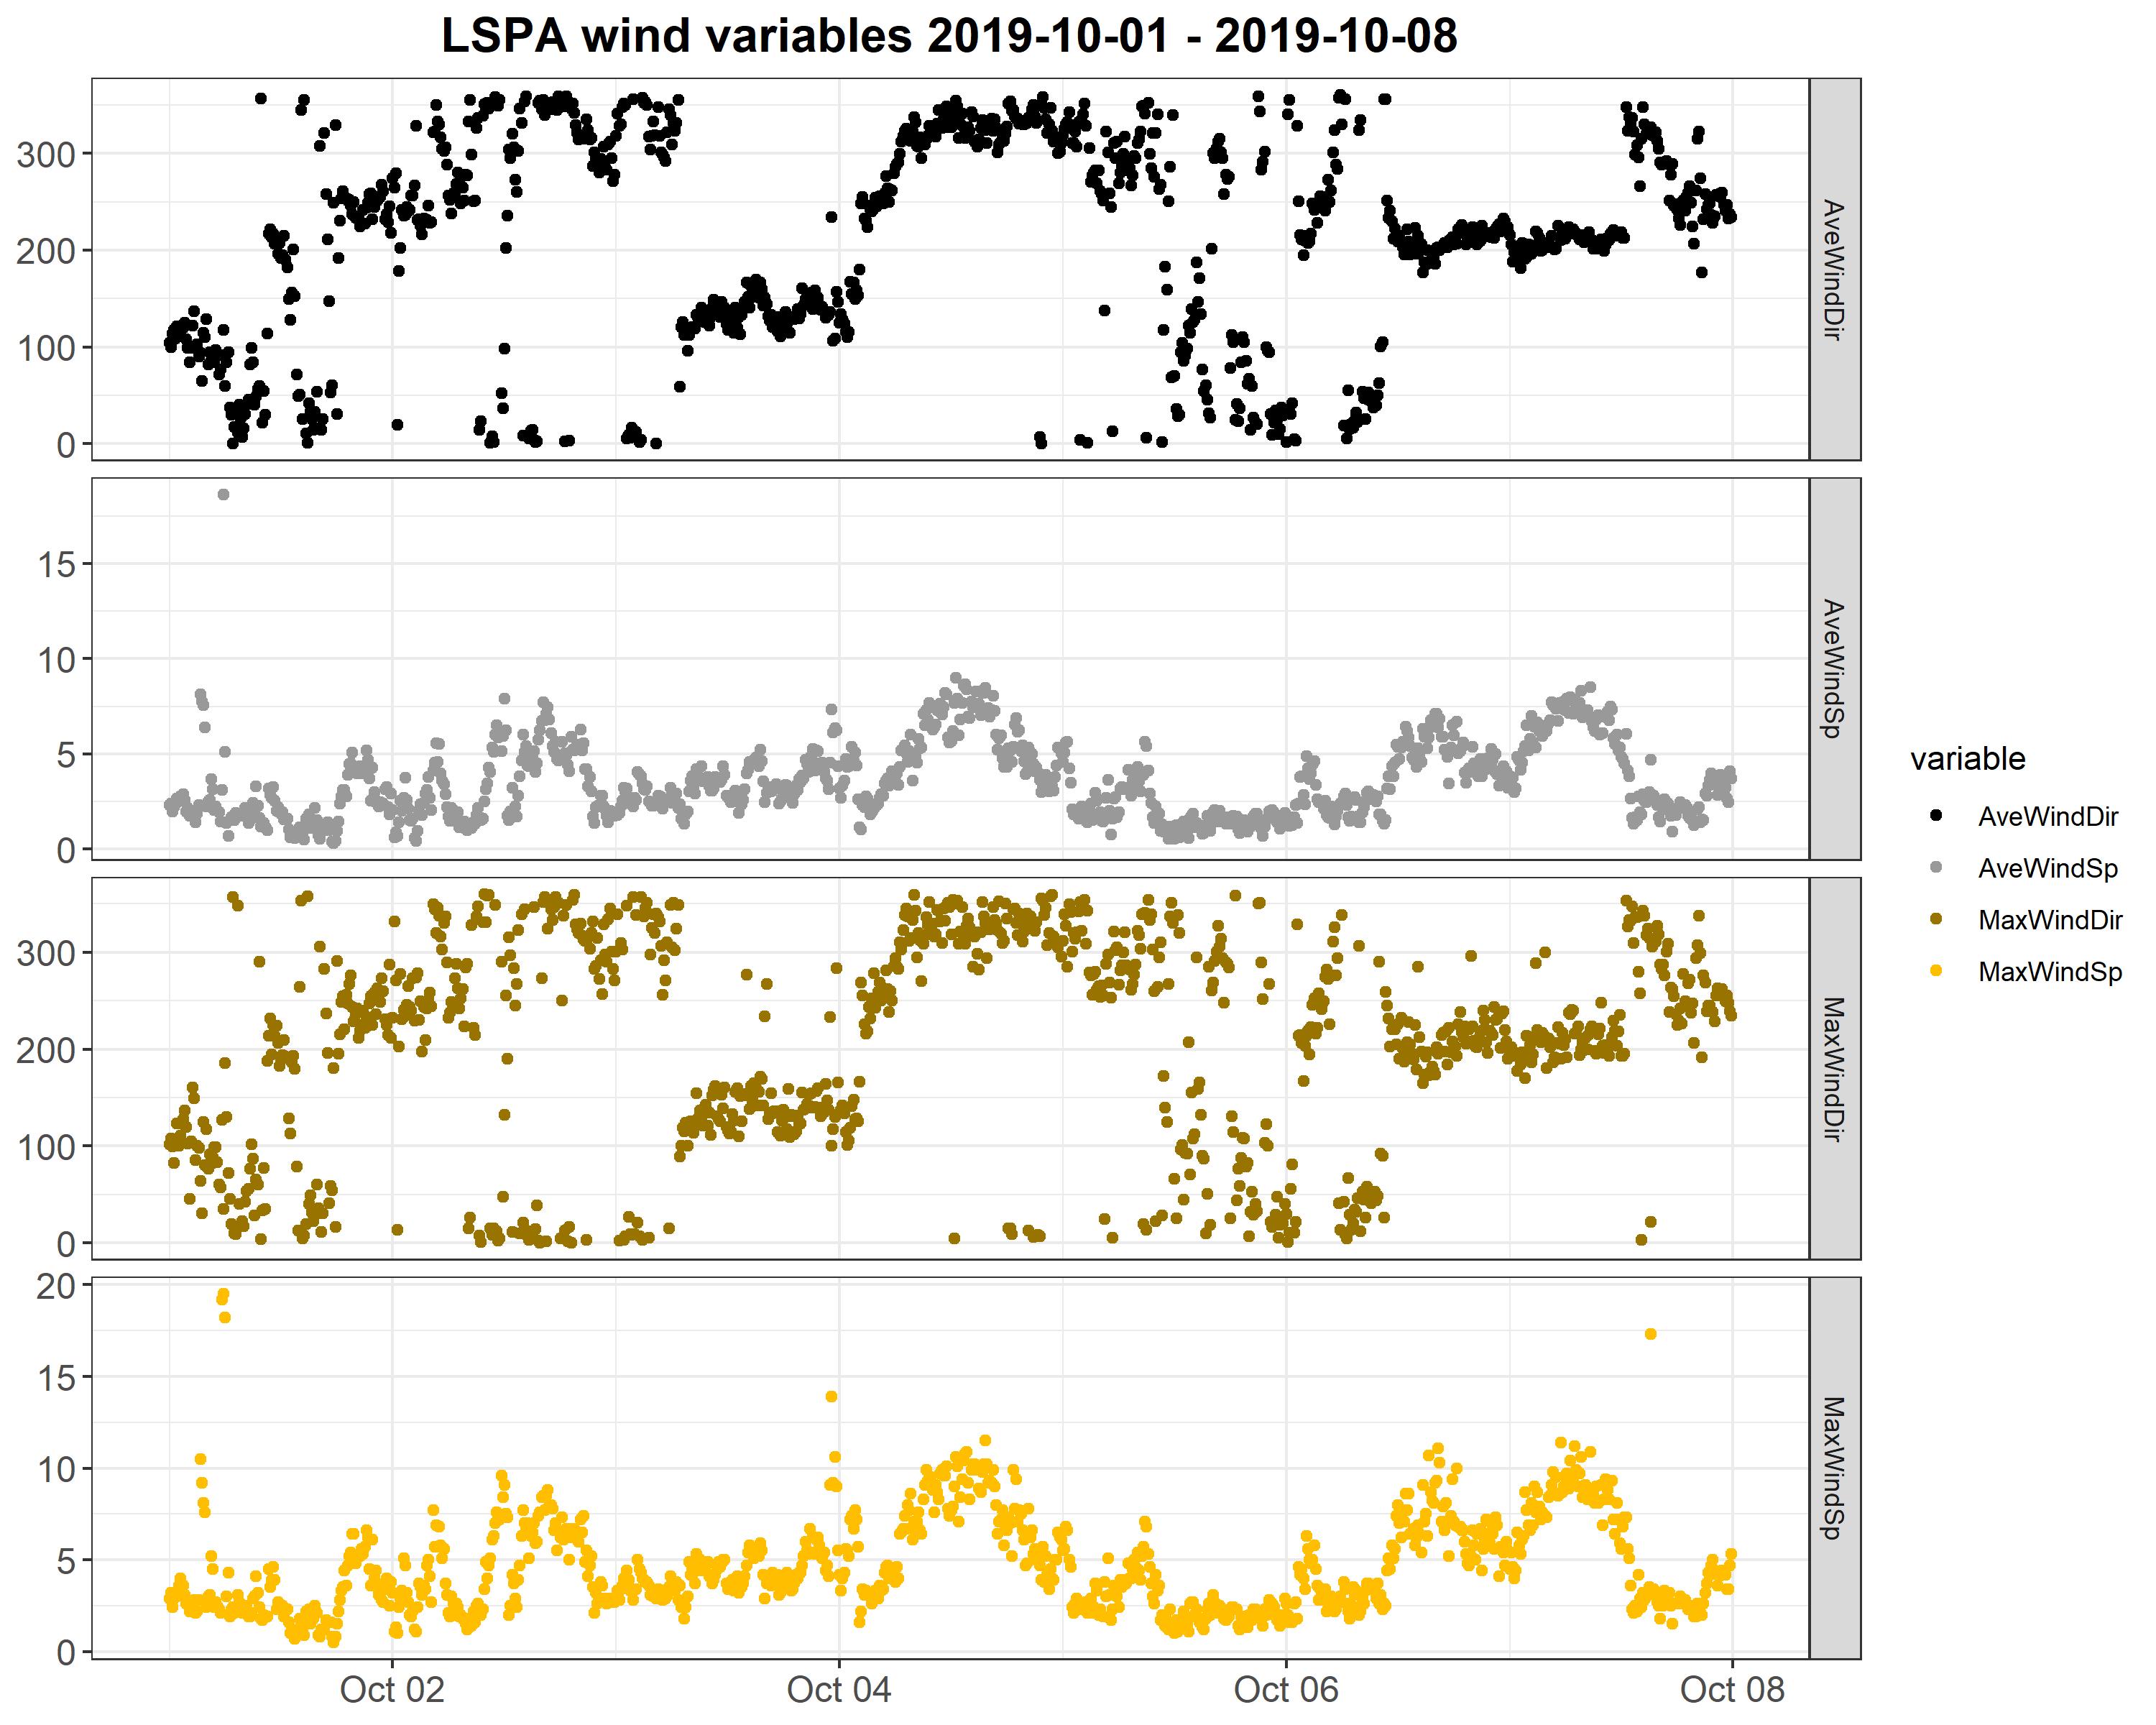 LSPA wind variables 2019-10-01 - 2019-10-08
300
200
100
0
AveWindDir
15
10
5
0
AveWindSp
300
200
100
0
MaxWindDir
20
15
10
5
0
MaxWindSp
Oct 02 Oct 04 Oct 06 Oct 08
variable
AveWindDir
AveWindSp
MaxWindDir
MaxWindSp